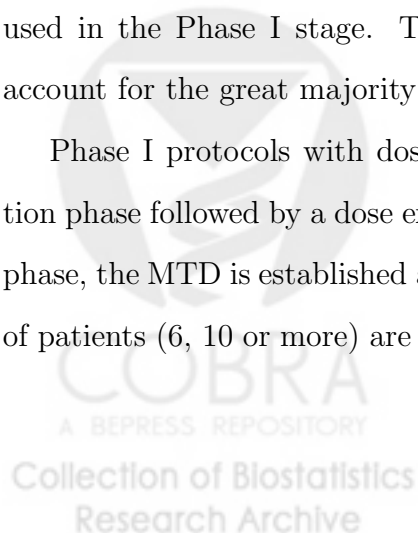 used in the Phase I stage. T
account for the great majority
Phase I protocols with dos
tion phase followed by a dose e
phase, the MTD is established a
of patients (6, 10 or more) are
COBRA
A BEPRESS REPOSITORY
Collection of Biostatistics
Research Archive